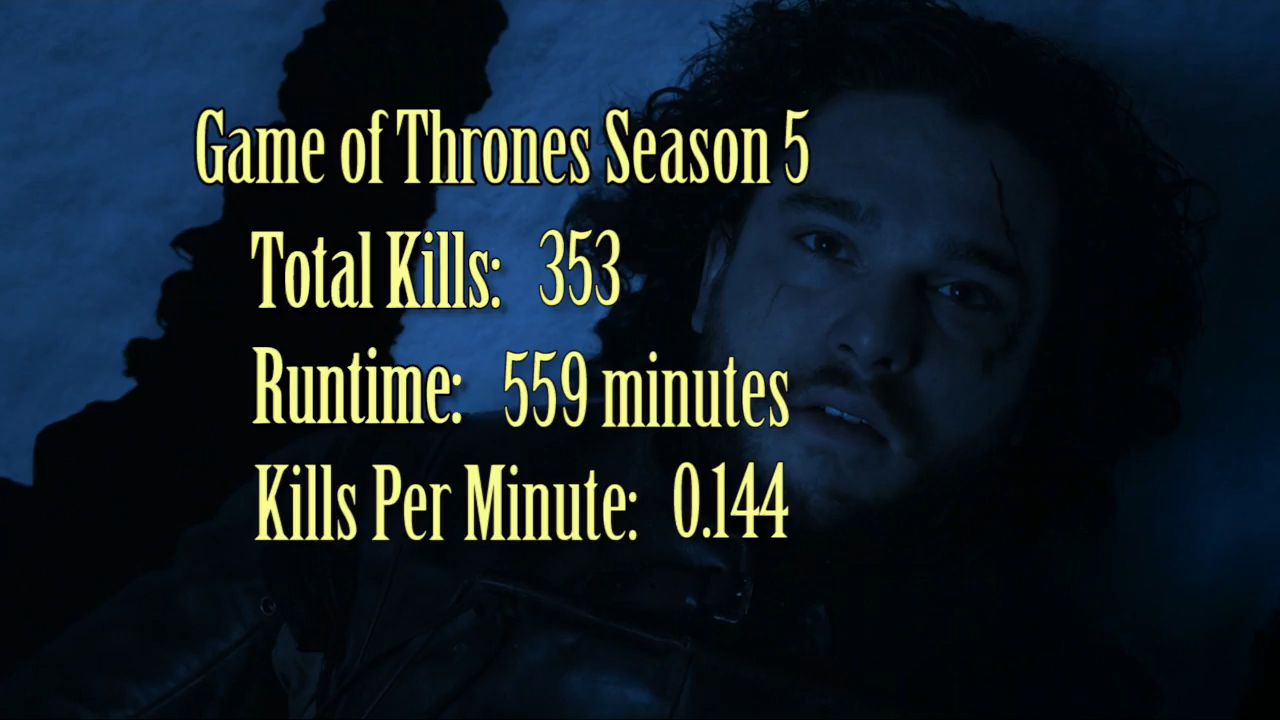 Game of Thrones Season 5
Total Kills: 353
Runtime: 559 minutes
Kills Per Minute: 0.144